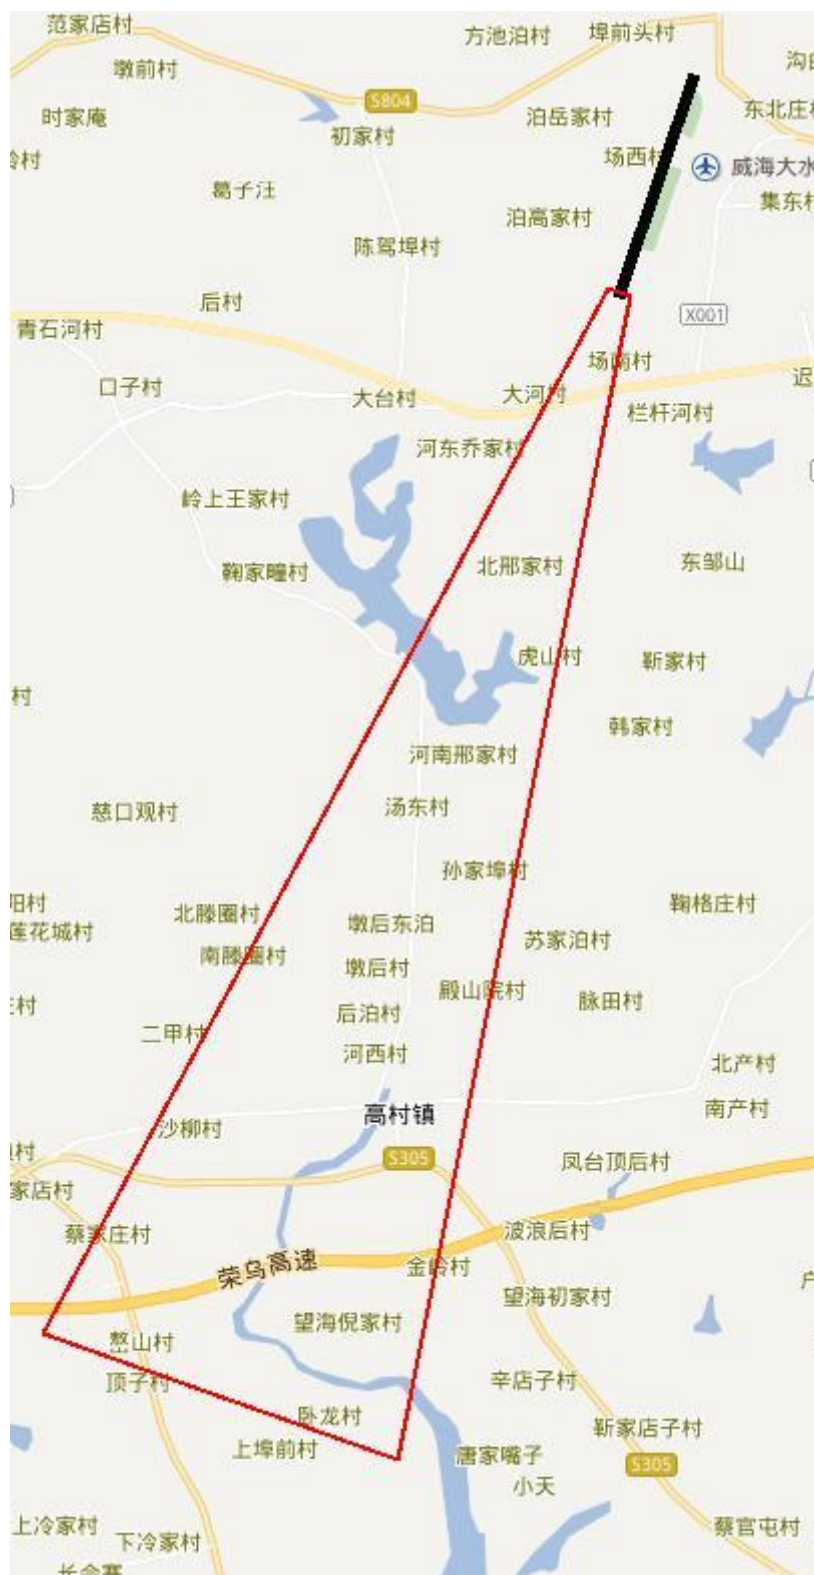 范家店村
方池泊村
埠前头村
墩前村
S804
时家庵
初家村
泊岳家村
场西村
威海大水
葛子汪
集东村
泊高家村
陈驾埠村
后村
X001
青石河村
场南村
口子村
大台村
大河村
栏杆河村
河东乔家村
岭上王家村
鞠家疃村
北邢家村
东邹山
虎山村
靳家村
村
韩家村
河南邢家村
慈口观村
汤东村
孙家埠村
阳村
鞠格庄村
北滕圈村
墩后东泊
莲花城村
苏家泊村
南滕圈村
墩后村
殿山院村
脉田村
二甲村
后泊村
河西村
北产村
高村镇
南产村
沙柳村
村
S305
凤台顶后村
家店村
蔡家庄村
波浪后村
荣乌高速
金岭村
望海初家村
望海倪家村
嶅山村
顶子村
辛店子村
卧龙村
靳家店子村
上埠前村
唐家嘴子
S305
小天
上冷家村
下冷家村
蔡官屯村